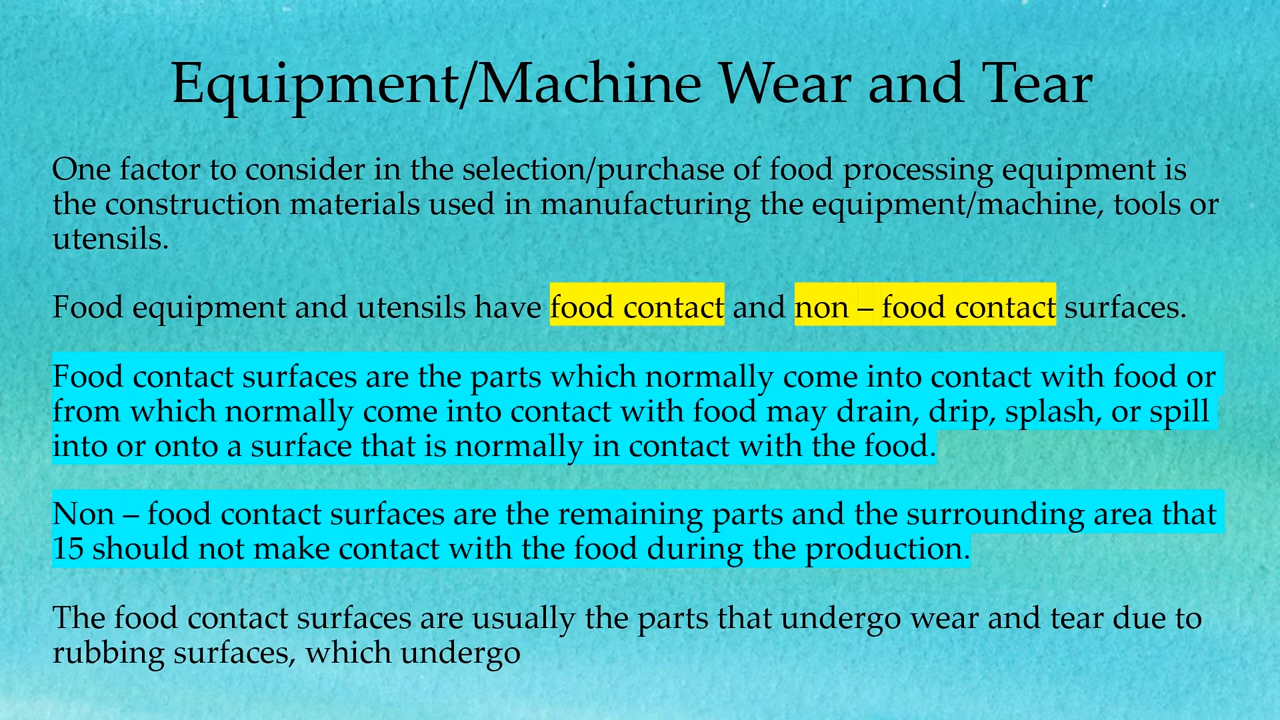 Equipment/Machine Wear and Tear
One factor to consider in the selection/purchase of food processing equipment is
the construction materials used in manufacturing the equipment/machine, tools or
utensils.
Food equipment and utensils have food contact and non – food contact surfaces.
Food contact surfaces are the parts which normally come into contact with food or
from which normally come into contact with food may drain, drip, splash, or spill
into or onto a surface that is normally in contact with the food.
Non – food contact surfaces are the remaining parts and the surrounding area that
15 should not make contact with the food during the production.
The food contact surfaces are usually the parts that undergo wear and tear due to
rubbing surfaces, which undergo